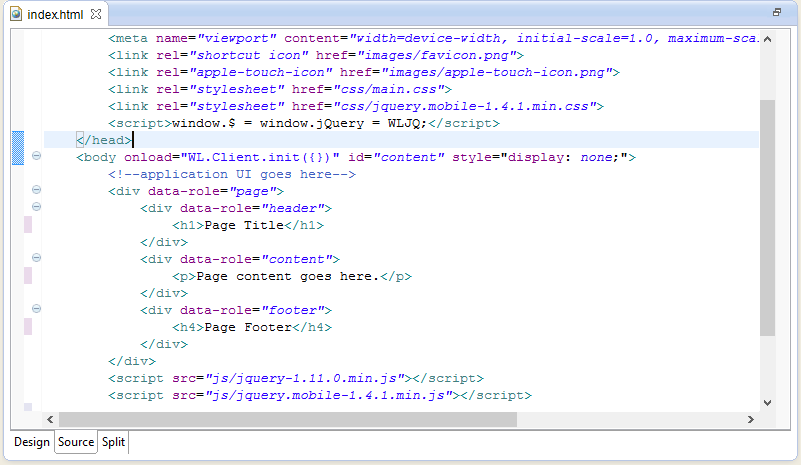 index.html
<meta name="viewport" content="width=device-width, initial-scale=1.0, maximum-sca
<link rel="shortcut icon" href="images/favicon.png">
<link rel="apple-touch-icon" href="images/apple-touch-icon.png">
<link rel="stylesheet" href="css/main.css">
<link rel="stylesheet" href="css/jquery.mobile-1.4.1.min.css">
<script>window.$ = window.jQuery = WLJQ;</script>
</head>
<body onload="WL.Client.init({})" id="content" style="display: none;">
<!--application UI goes here-->
<div data-role="page">
<div data-role="header">
<h1>Page Title</h1>
</div>
<div data-role="content">
<p>Page content goes here.</p>
</div>
<div data-role="footer">
<h4>Page Footer</h4>
</div>
</div>
<script src="js/jquery-1.11.0.min.js"></script>
<script src="js/jquery.mobile-1.4.1.min.js"></script>
Design Source Split